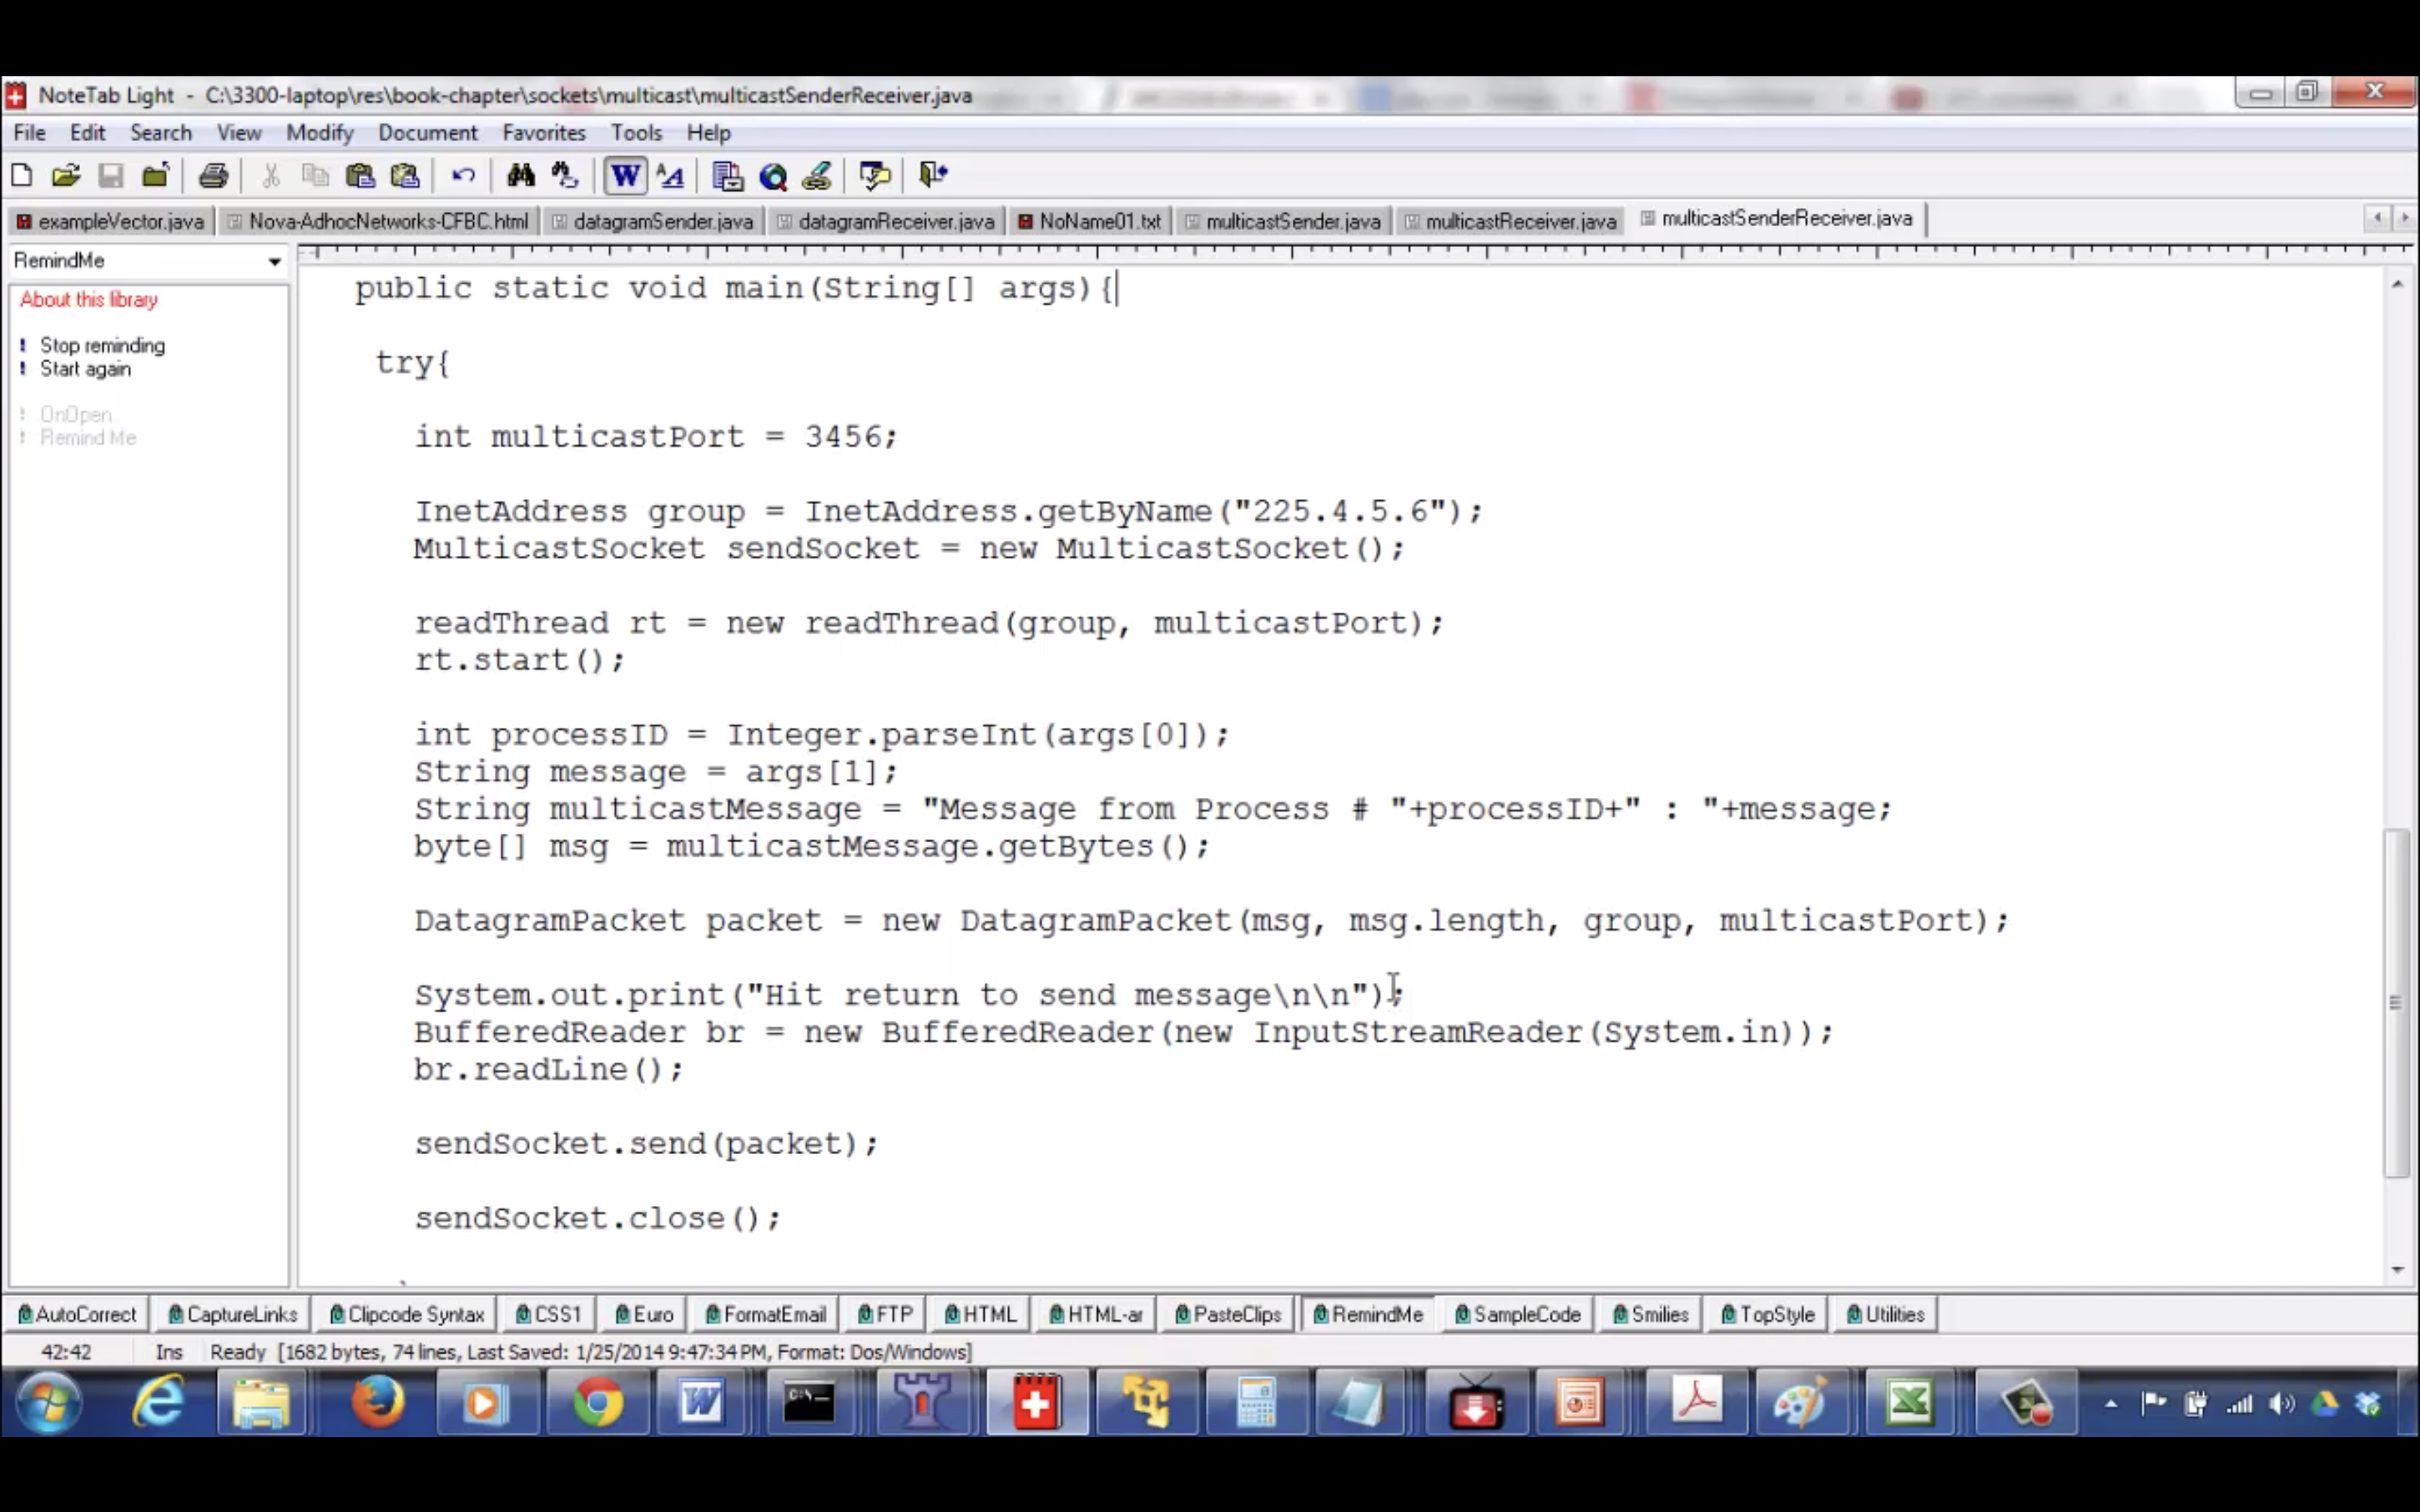 NoteTab Light - C:\3300-laptop\res\book-chapter\sockets\multicast\multicastSenderReceiver.java
File Edit Search View Modify Document Favorites Tools Help
W
exampleVector.java Nova-AdhocNetworks-CFBC.html datagramSender.java datagramReceiver.java NoName01.txt multicastSender.java multicastReceiver.java multicastSenderReceiver.java
RemindMe
About this library
Stop reminding
Start again
OnOpen
Remind Me
public static void main(String[] args){
try{
int multicastPort = 3456;
InetAddress group = InetAddress.getByName("225.4.5.6");
MulticastSocket sendSocket = new MulticastSocket();
readThread rt = new readThread(group, multicastPort);
rt.start();
int processID = Integer.parseInt(args[0]);
String message = args[1];
String multicastMessage = "Message from Process # "+processID+" : "+message;
byte[] msg = multicastMessage.getBytes();
DatagramPacket packet = new DatagramPacket(msg, msg.length, group, multicastPort);
System.out.print("Hit return to send message\n\n");
BufferedReader br = new BufferedReader(new InputStreamReader(System.in));
br.readLine();
sendSocket.send(packet);
sendSocket.close();
AutoCorrect CaptureLinks Clipcode Syntax CSS1 Euro FormatEmail FTP HTML HTML-ar PasteClips RemindMe SampleCode Smilies TopStyle Utilities
42:42 Ins Ready [1682 bytes, 74 lines, Last Saved: 1/25/2014 9:47:34 PM, Format: Dos/Windows]